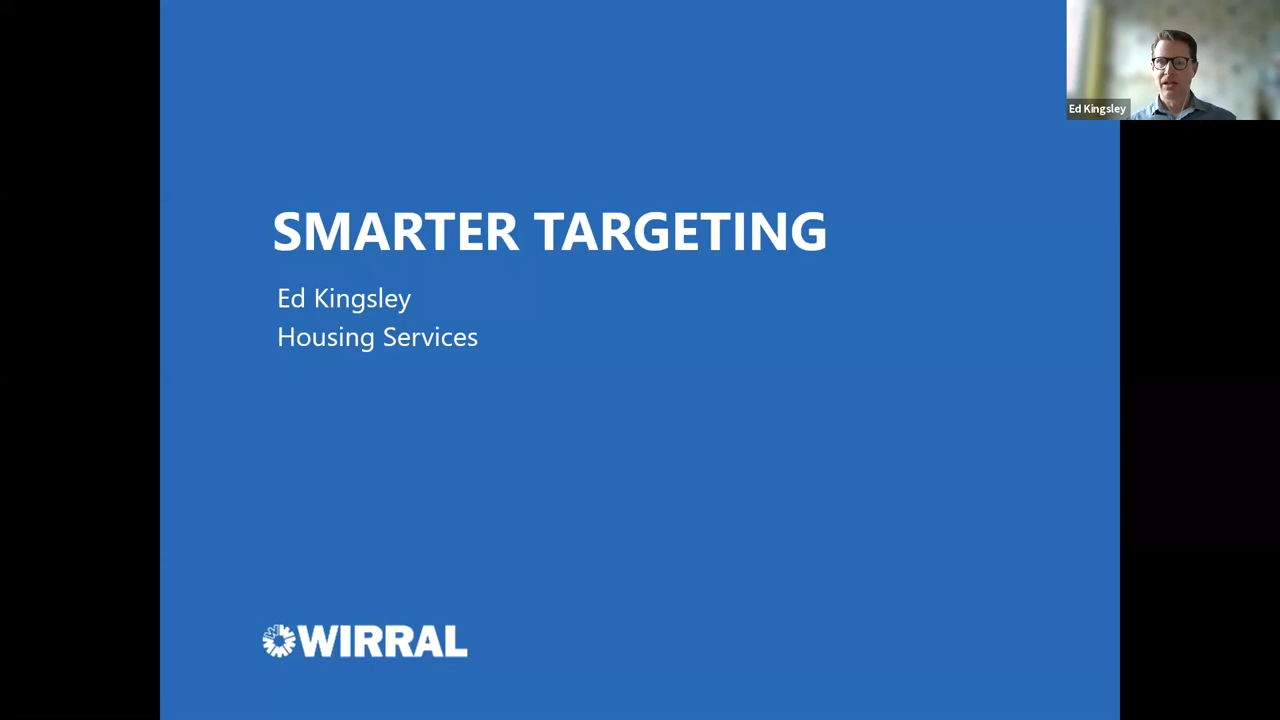 SMARTER TARGETING
Ed Kingsley
Housing Services
WIRRAL
Ed Kingsley